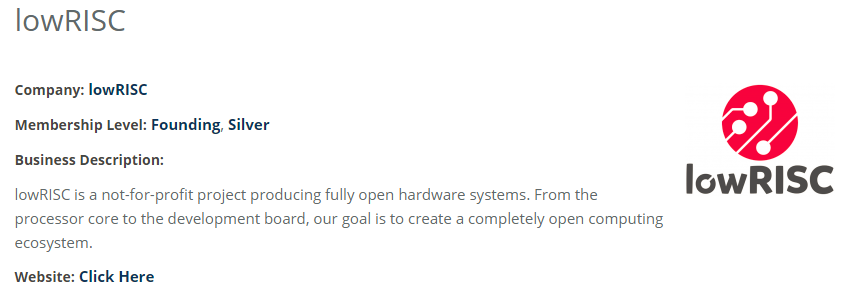 lowRISC
Company: lowRISC
Membership Level: Founding, Silver
Business Description:
lowRISC is a not-for-profit project producing fully open hardware systems. From the
processor core to the development board, our goal is to create a completely open computing
ecosystem.
Website: Click Here
lowRISC